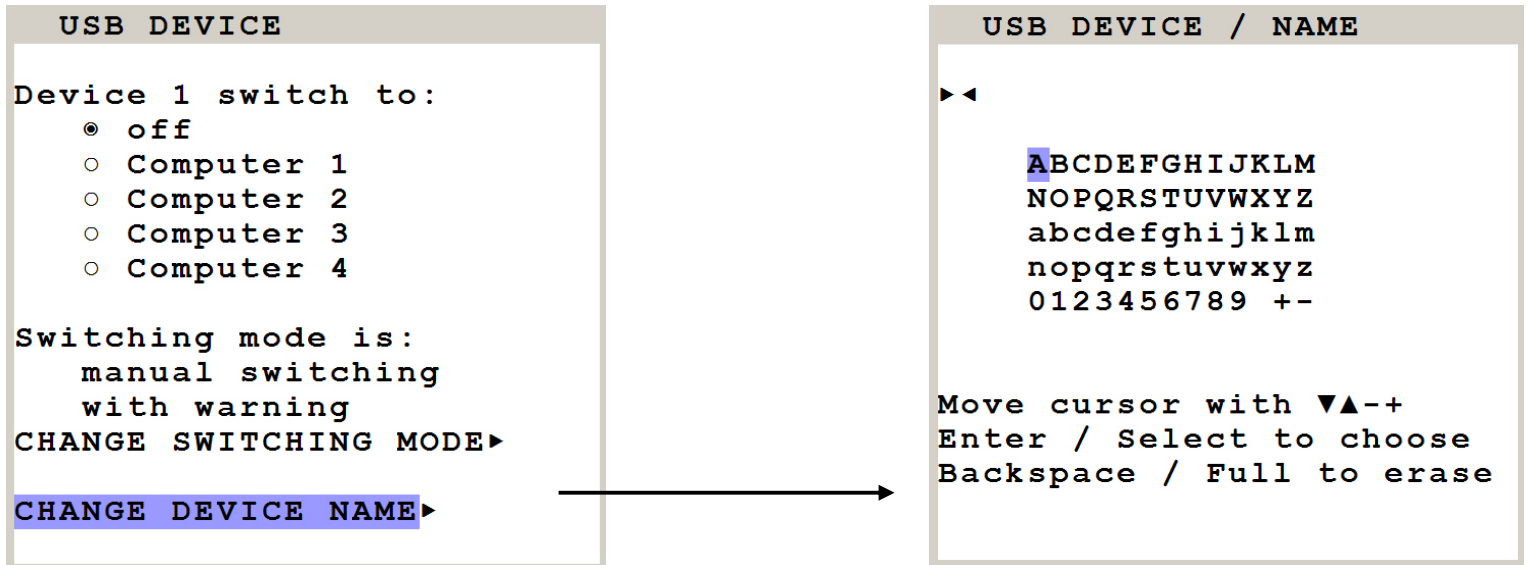 USB DEVICE
Device 1 switch to:
◉ off
○ Computer 1
○ Computer 2
○ Computer 3
○ Computer 4
Switching mode is:
manual switching
with warning
CHANGE SWITCHING MODE►
CHANGE DEVICE NAME►
USB DEVICE / NAME
►◄
ABCDEFGHIJKLM
NOPQRSTUVWXYZ
abcdefghijklm
nopqrstuvwxyz
0123456789 +-
Move cursor with ▼▲-+
Enter / Select to choose
Backspace / Full to erase